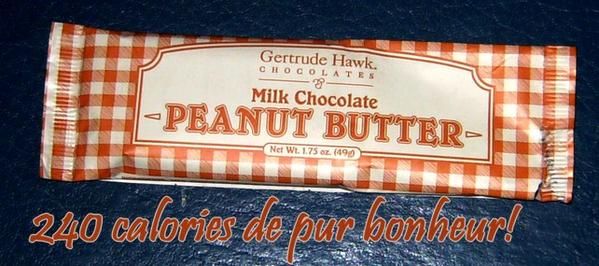 Gertrude Hawk.
CHOCOLATES
Milk Chocolate
PEANUT BUTTER
Net Wt. 1.75 oz. (49g)
240 calories de pur bonheur!